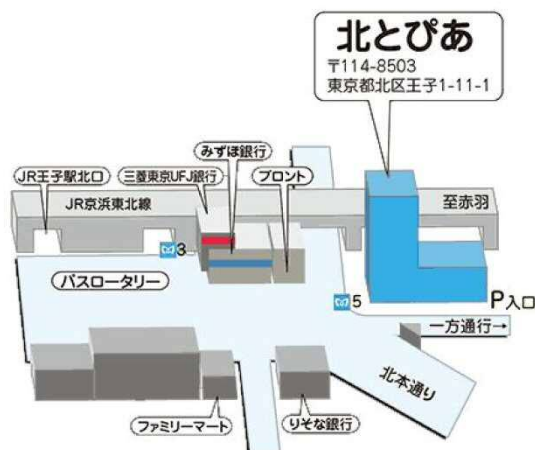 北とぴあ
〒114-8503
東京都北区王子1-11-1
みずほ銀行
JR王子駅北口
三菱東京UFJ銀行
プロント
JR京浜東北線
至赤羽
3
バスロータリー
5
P入口
一方通行→
北本通り
ファミリーマート
りそな銀行